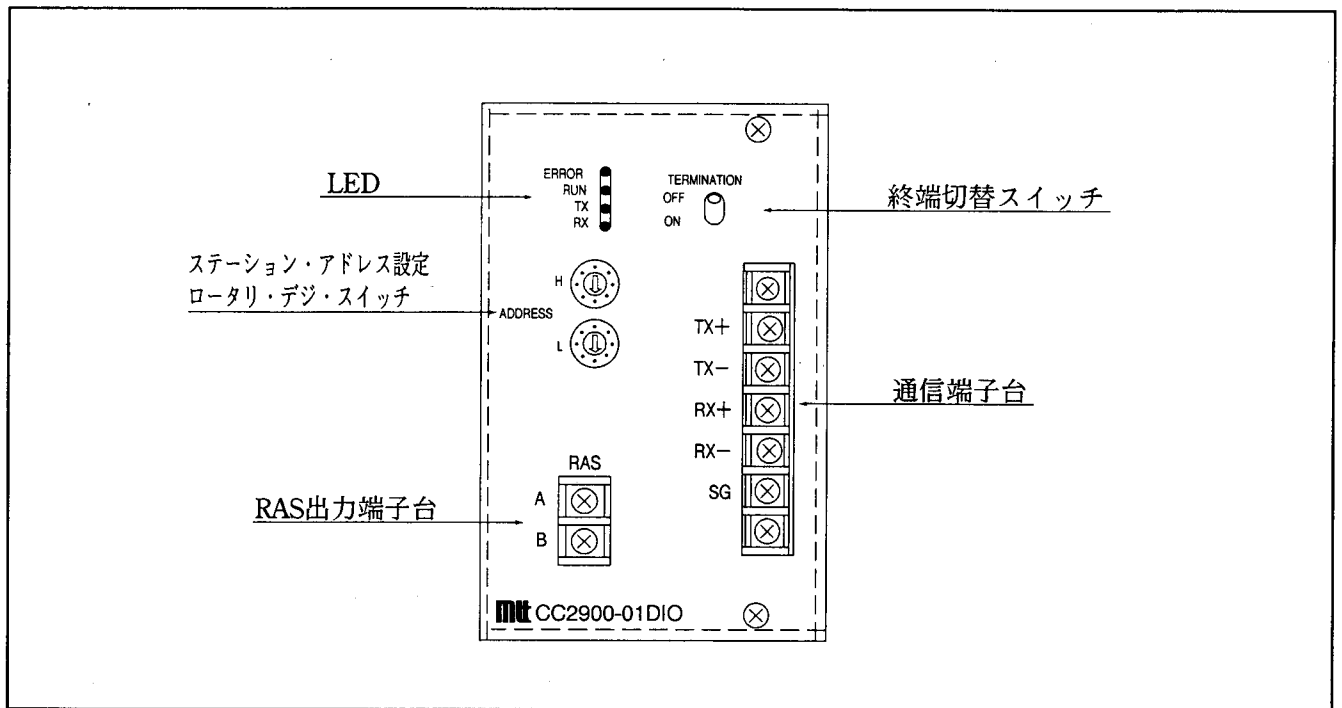 LED
ERROR
RUN
TX
RX
TERMINATION
OFF
ON
終端切替スイッチ
ステーション・アドレス設定
ロータリ・デジ・スイッチ
ADDRESS
H
L
TX+
TX−
RX+
RX−
SG
通信端子台
RAS
A
B
RAS出力端子台
mtt CC2900-01DIO